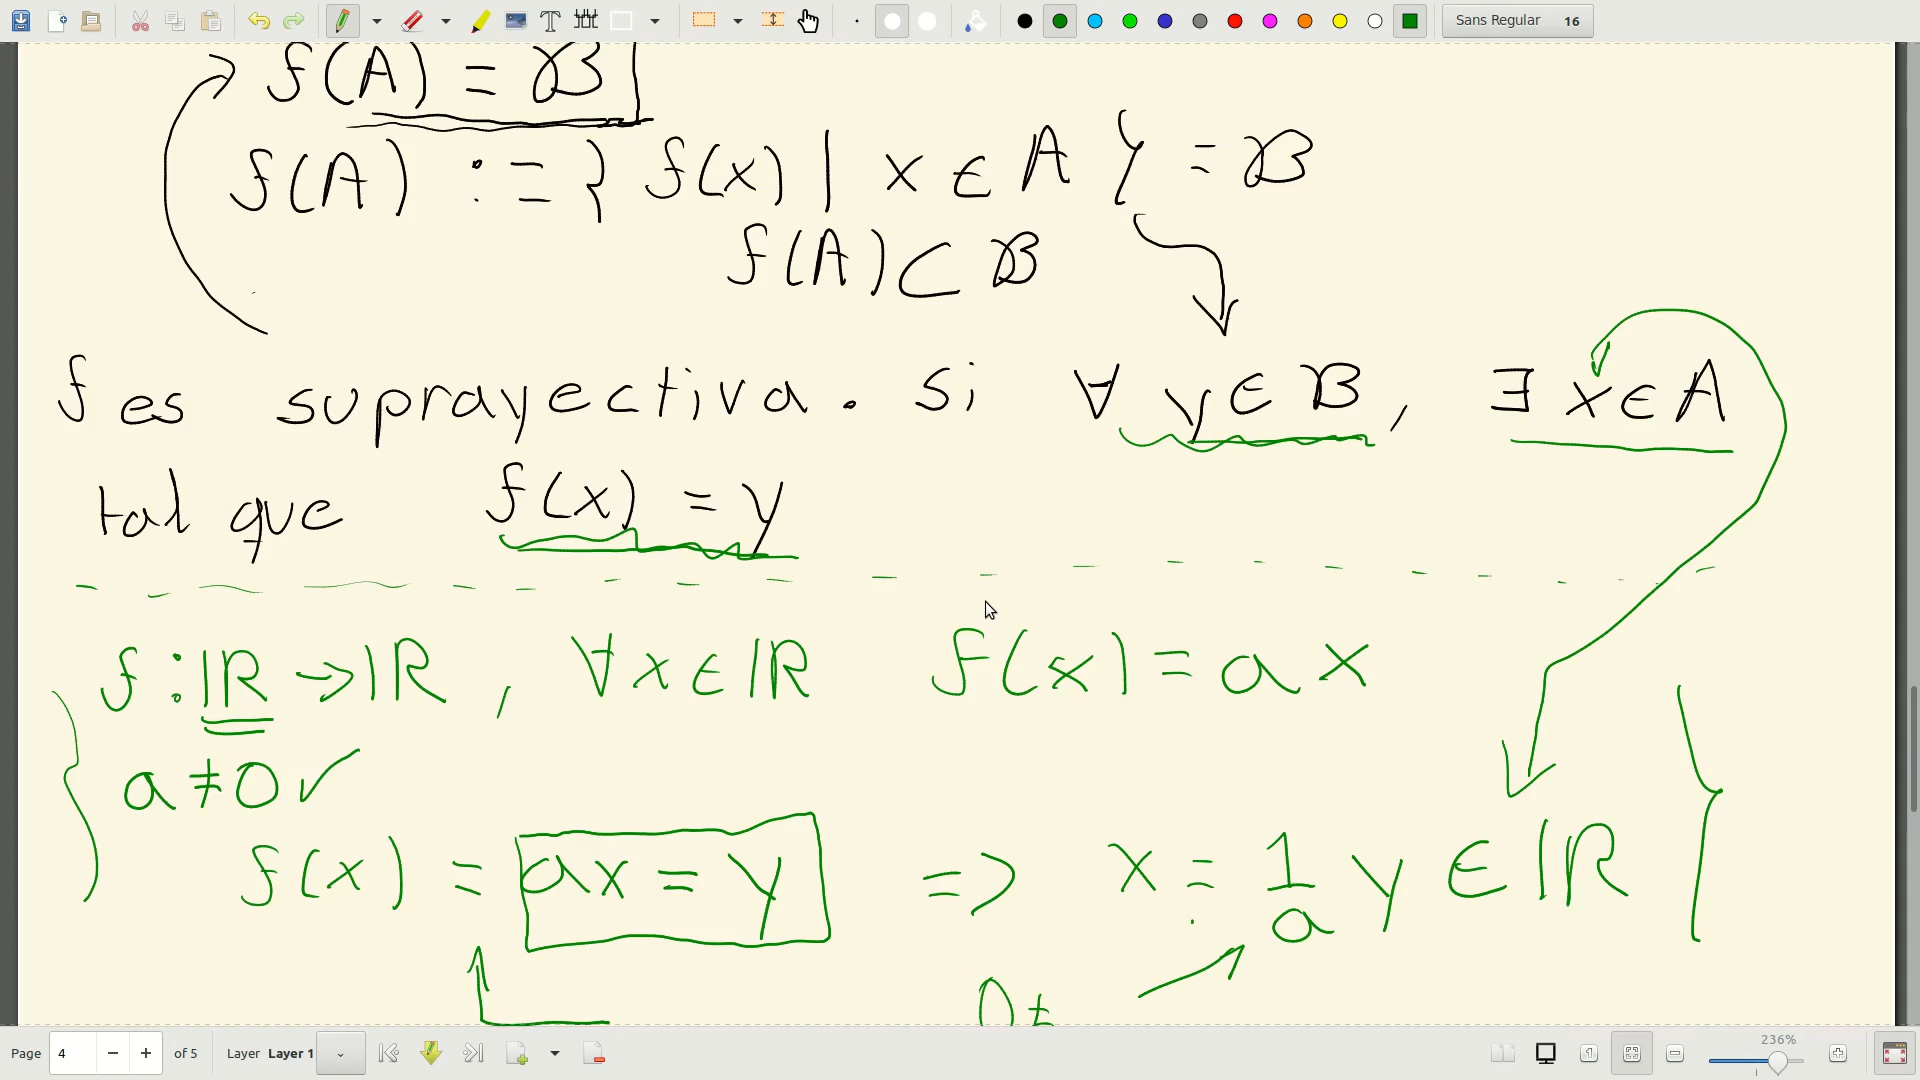 Sans Regular 16
f(A) = B
f(A) := { f(x) | x ∈ A } = B
f(A) ⊂ B
f es suprayectiva. Si ∀ y ∈ B, ∃ x ∈ A
tal que f(x) = y
f : ℝ → ℝ, ∀ x ∈ ℝ f(x) = a x
a ≠ 0 ✓
f(x) = ax = y => x = 1/a y ∈ ℝ
Page 4 of 5 Layer Layer 1 236%